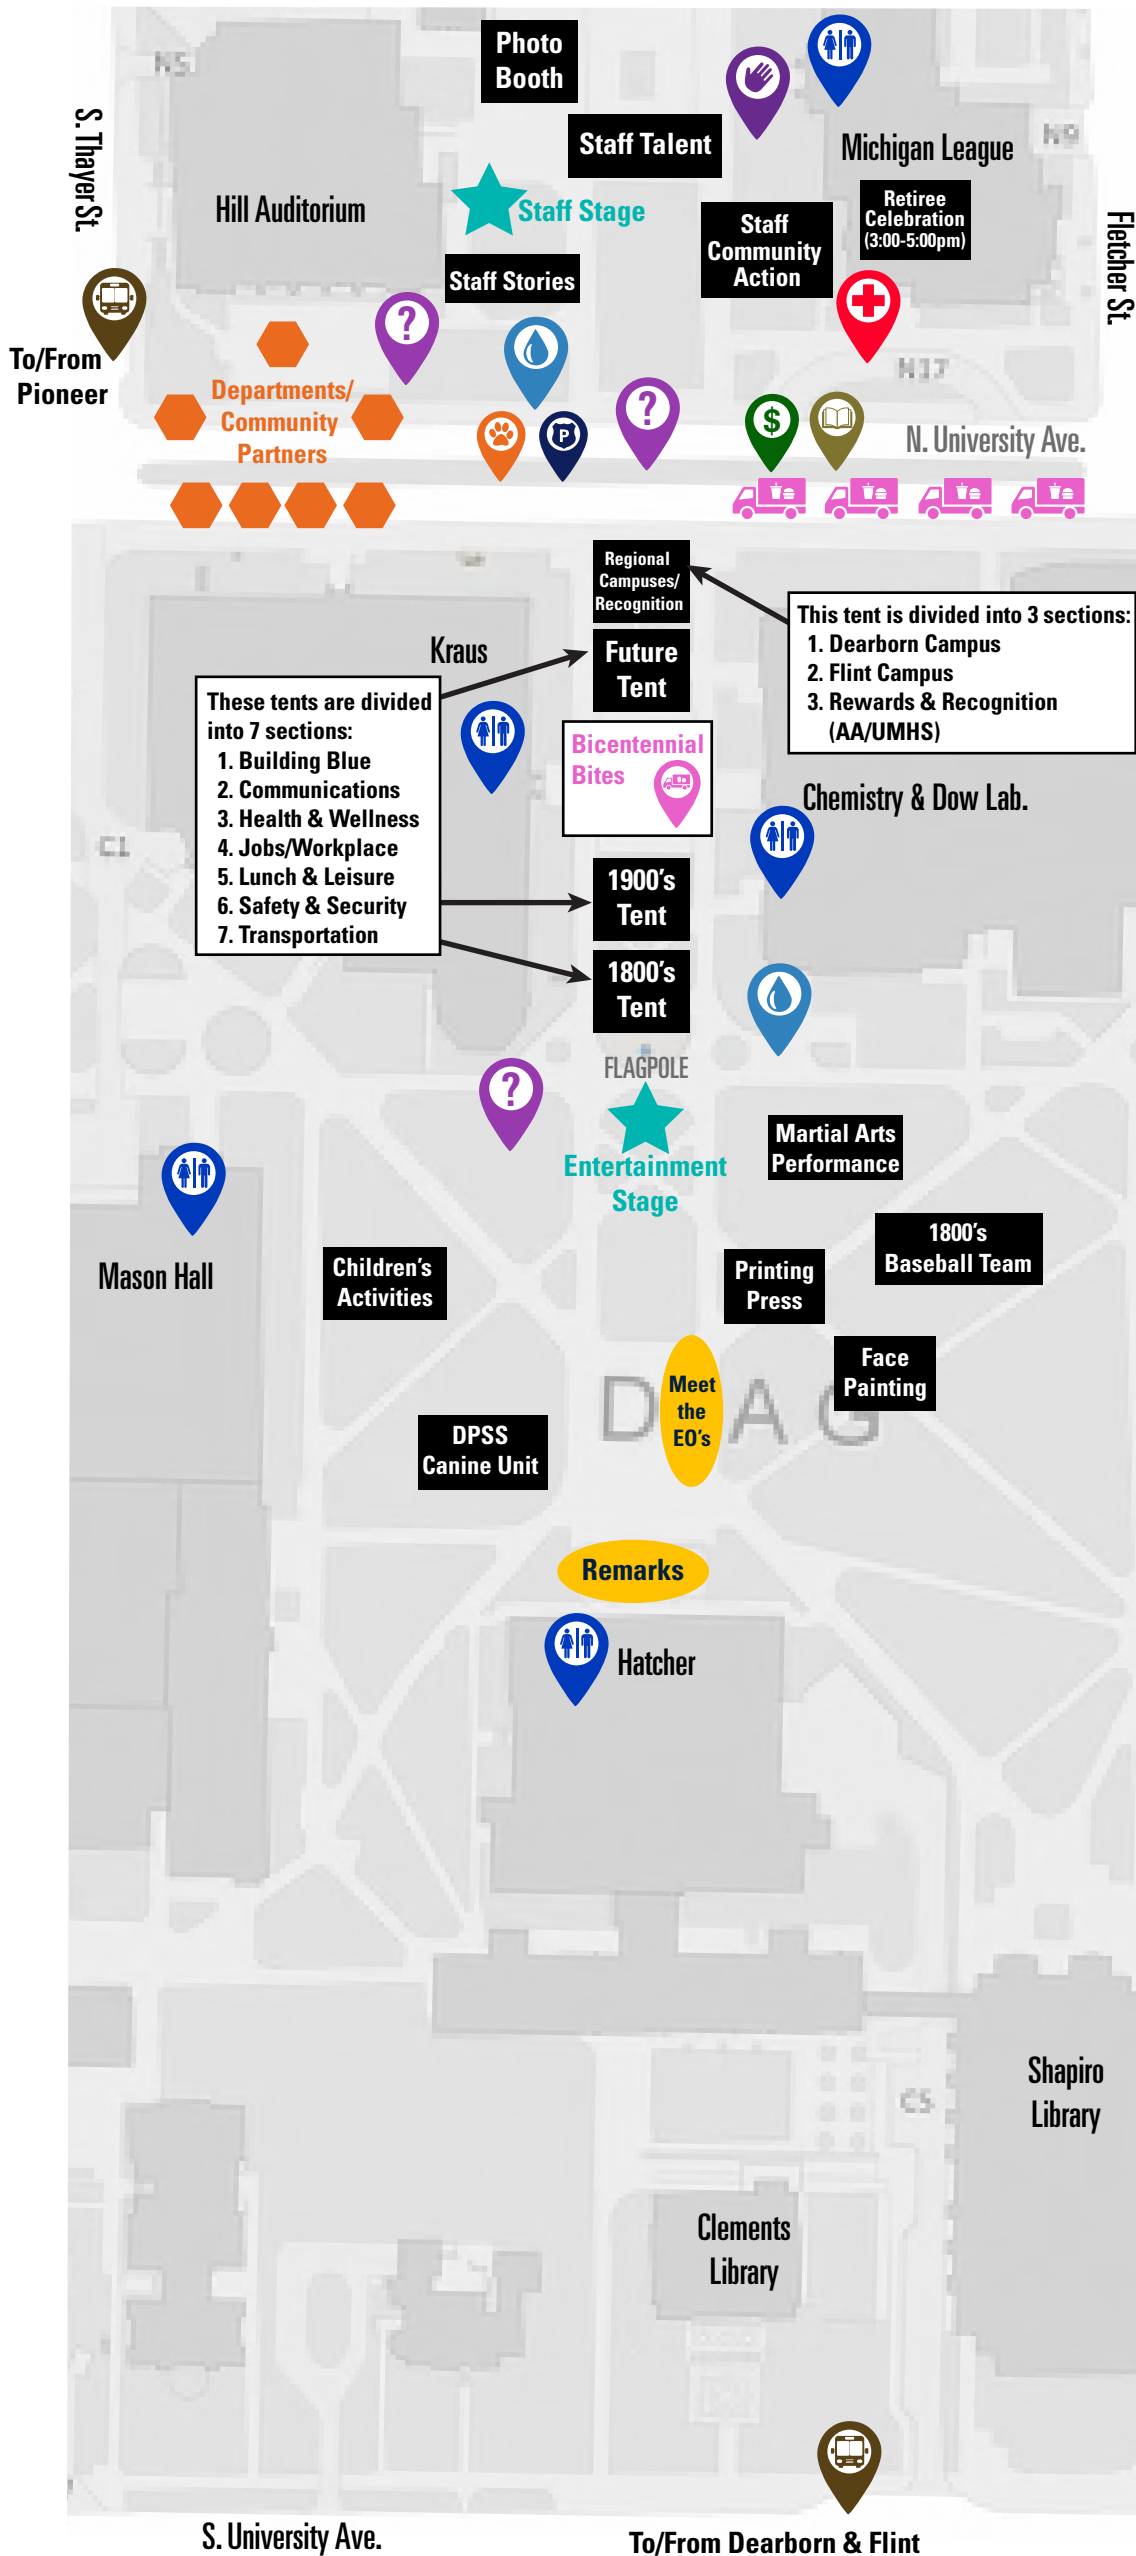 Photo
Booth
N5
S. Thayer St.
Staff Talent
Michigan League
N9
Hill Auditorium
Staff Stage
Retiree
Celebration
(3:00-5:00pm)
Staff
Community
Action
Fletcher St.
Staff Stories
?
To/From
Pioneer
N17
Departments/
Community
Partners
?
$
P
N. University Ave.
Regional
Campuses/
Recognition
This tent is divided into 3 sections:
1. Dearborn Campus
2. Flint Campus
3. Rewards & Recognition
(AA/UMHS)
Kraus
Future
Tent
These tents are divided
into 7 sections:
1. Building Blue
2. Communications
3. Health & Wellness
4. Jobs/Workplace
5. Lunch & Leisure
6. Safety & Security
7. Transportation
Bicentennial
Bites
Chemistry & Dow Lab.
C1
1900's
Tent
1800's
Tent
FLAGPOLE
?
Entertainment
Stage
Martial Arts
Performance
1800's
Baseball Team
Mason Hall
Children's
Activities
Printing
Press
Face
Painting
D A G
Meet
the
EO's
DPSS
Canine Unit
Remarks
Hatcher
Shapiro
Library
C5
Clements
Library
S. University Ave.
To/From Dearborn & Flint